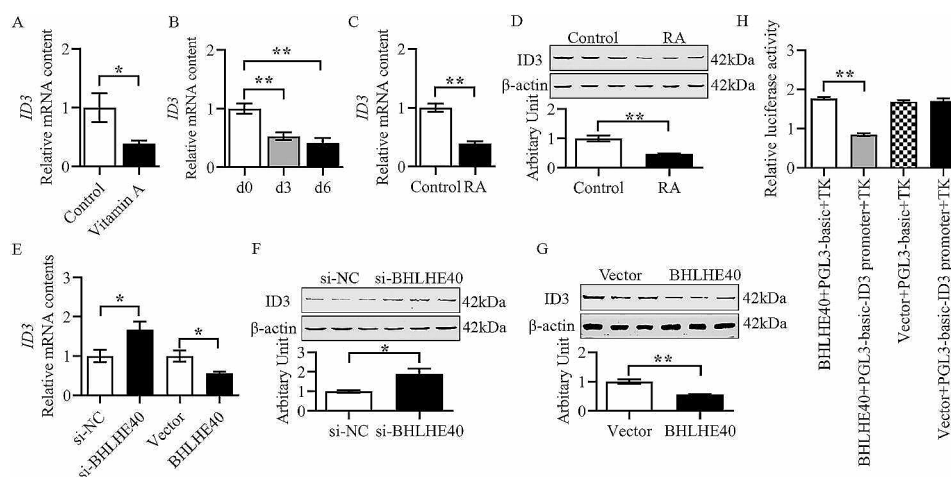 A
ID3
Relative mRNA content
2
1
0
*
Control
Vitamin A
B
ID3
Relative mRNA content
2
1
0
**
**
d0 d3 d6
C
ID3
Relative mRNA content
2
1
0
**
Control RA
D
Control RA
ID3 42kDa
β-actin 42kDa
Arbitary Unit
2
1
0
**
Control RA
E
ID3
Relative mRNA contents
3
2
1
0
*
*
si-NC
si-BHLHE40
Vector
BHLHE40
F
si-NC si-BHLHE40
ID3 42kDa
β-actin 42kDa
Arbitary Unit
3
2
1
0
*
si-NC si-BHLHE40
G
Vector BHLHE40
ID3 42kDa
β-actin 42kDa
Arbitary Unit
2
1
0
**
Vector BHLHE40
H
Relative luciferase activity
3
2
1
0
**
BHLHE40+PGL3-basic+TK
BHLHE40+PGL3-basic-ID3 promoter+TK
Vector+PGL3-basic+TK
Vector+PGL3-basic-ID3 promoter+TK